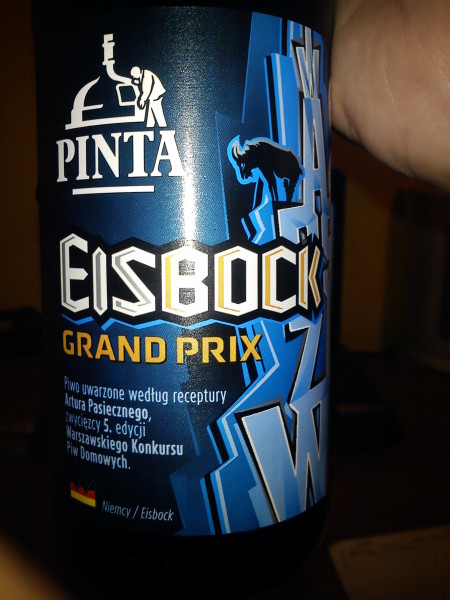 PINTA
EISBOCK
GRAND PRIX
Piwo uwarzone według receptury
Artura Pasiecznego,
zwycięzcy 5. edycji
Warszawskiego Konkursu
Piw Domowych.
Niemcy / Eisbock